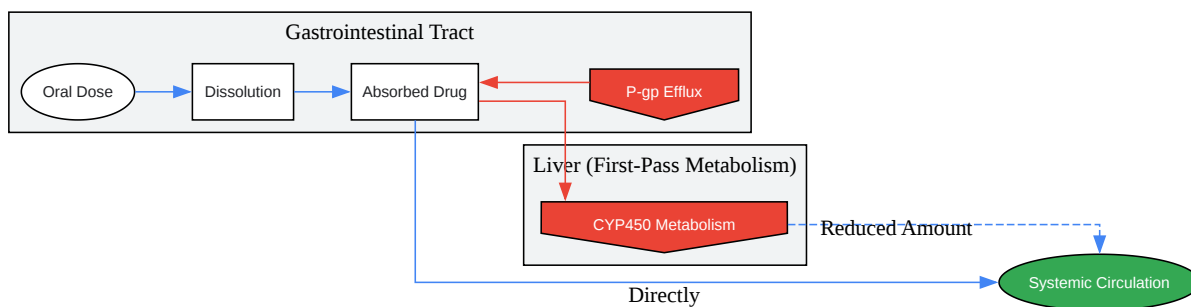 Gastrointestinal Tract
Oral Dose
Dissolution
Absorbed Drug
P-gp Efflux
Liver (First-Pass Metabolism)
CYP450 Metabolism
Reduced Amount
Systemic Circulation
Directly